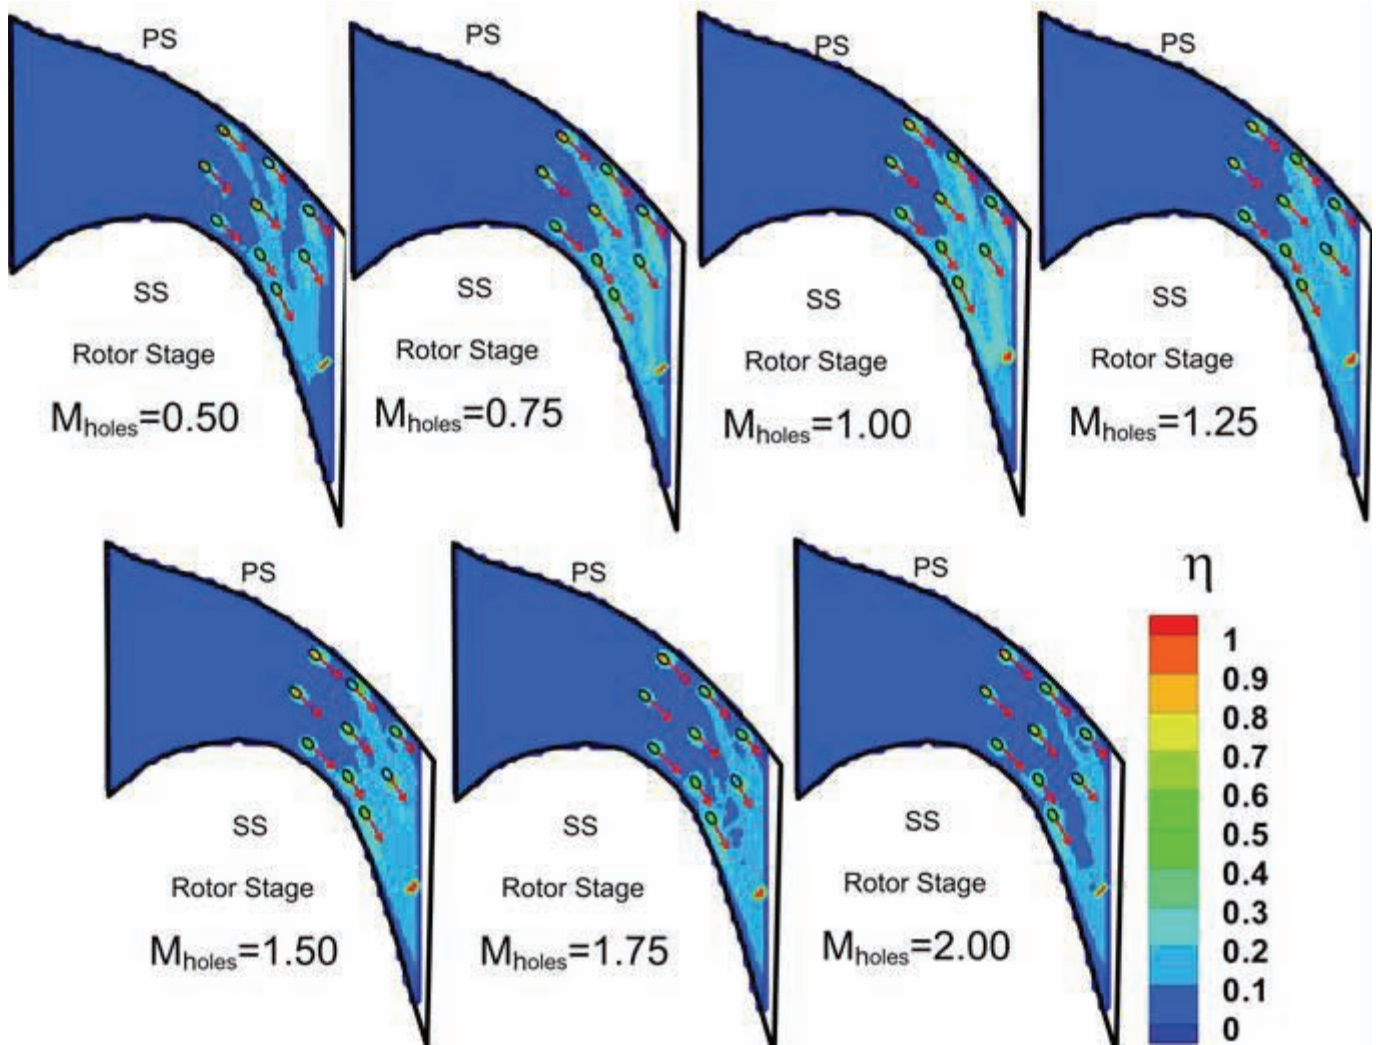 PS
PS
PS
PS
SS
SS
SS
SS
Rotor Stage
Rotor Stage
Rotor Stage
Rotor Stage
Mholes=0.50
Mholes=0.75
Mholes=1.00
Mholes=1.25
PS
PS
PS
SS
SS
SS
Rotor Stage
Rotor Stage
Rotor Stage
Mholes=1.50
Mholes=1.75
Mholes=2.00
η
1
0.9
0.8
0.7
0.6
0.5
0.4
0.3
0.2
0.1
0